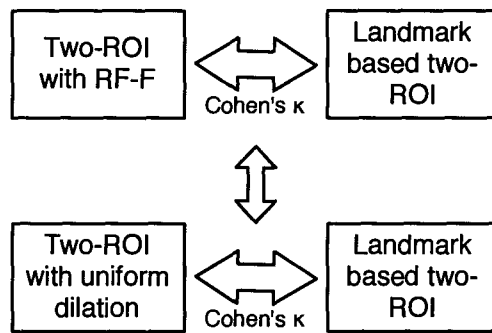 Two-ROI
with RF-F
Cohen's κ
Landmark
based two-
ROI
Two-ROI
with uniform
dilation
Cohen's κ
Landmark
based two-
ROI